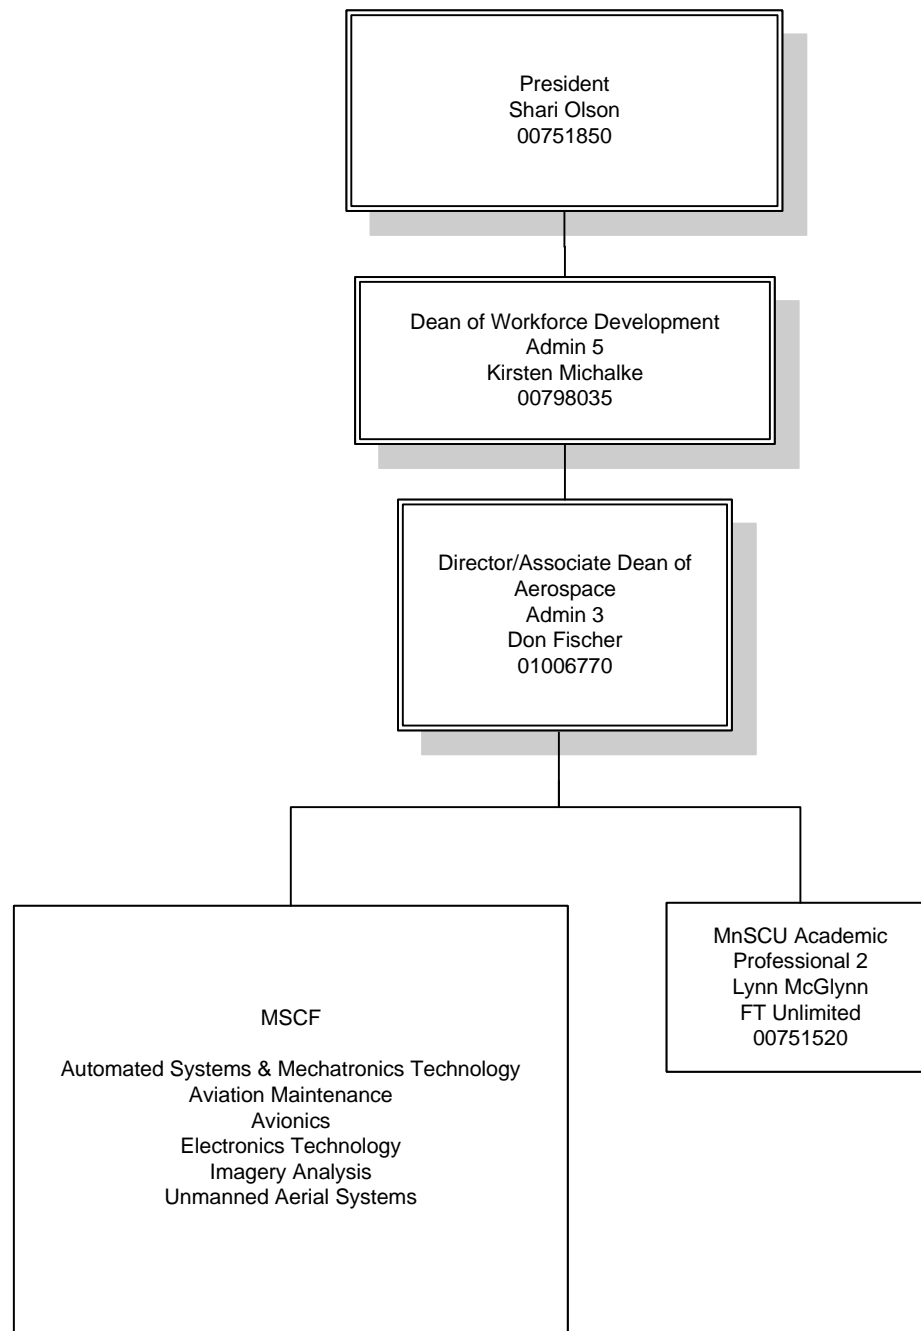 President
Shari Olson
00751850
Dean of Workforce Development
Admin 5
Kirsten Michalke
00798035
Director/Associate Dean of
Aerospace
Admin 3
Don Fischer
01006770
MSCF
Automated Systems & Mechatronics Technology
Aviation Maintenance
Avionics
Electronics Technology
Imagery Analysis
Unmanned Aerial Systems
MnSCU Academic
Professional 2
Lynn McGlynn
FT Unlimited
00751520